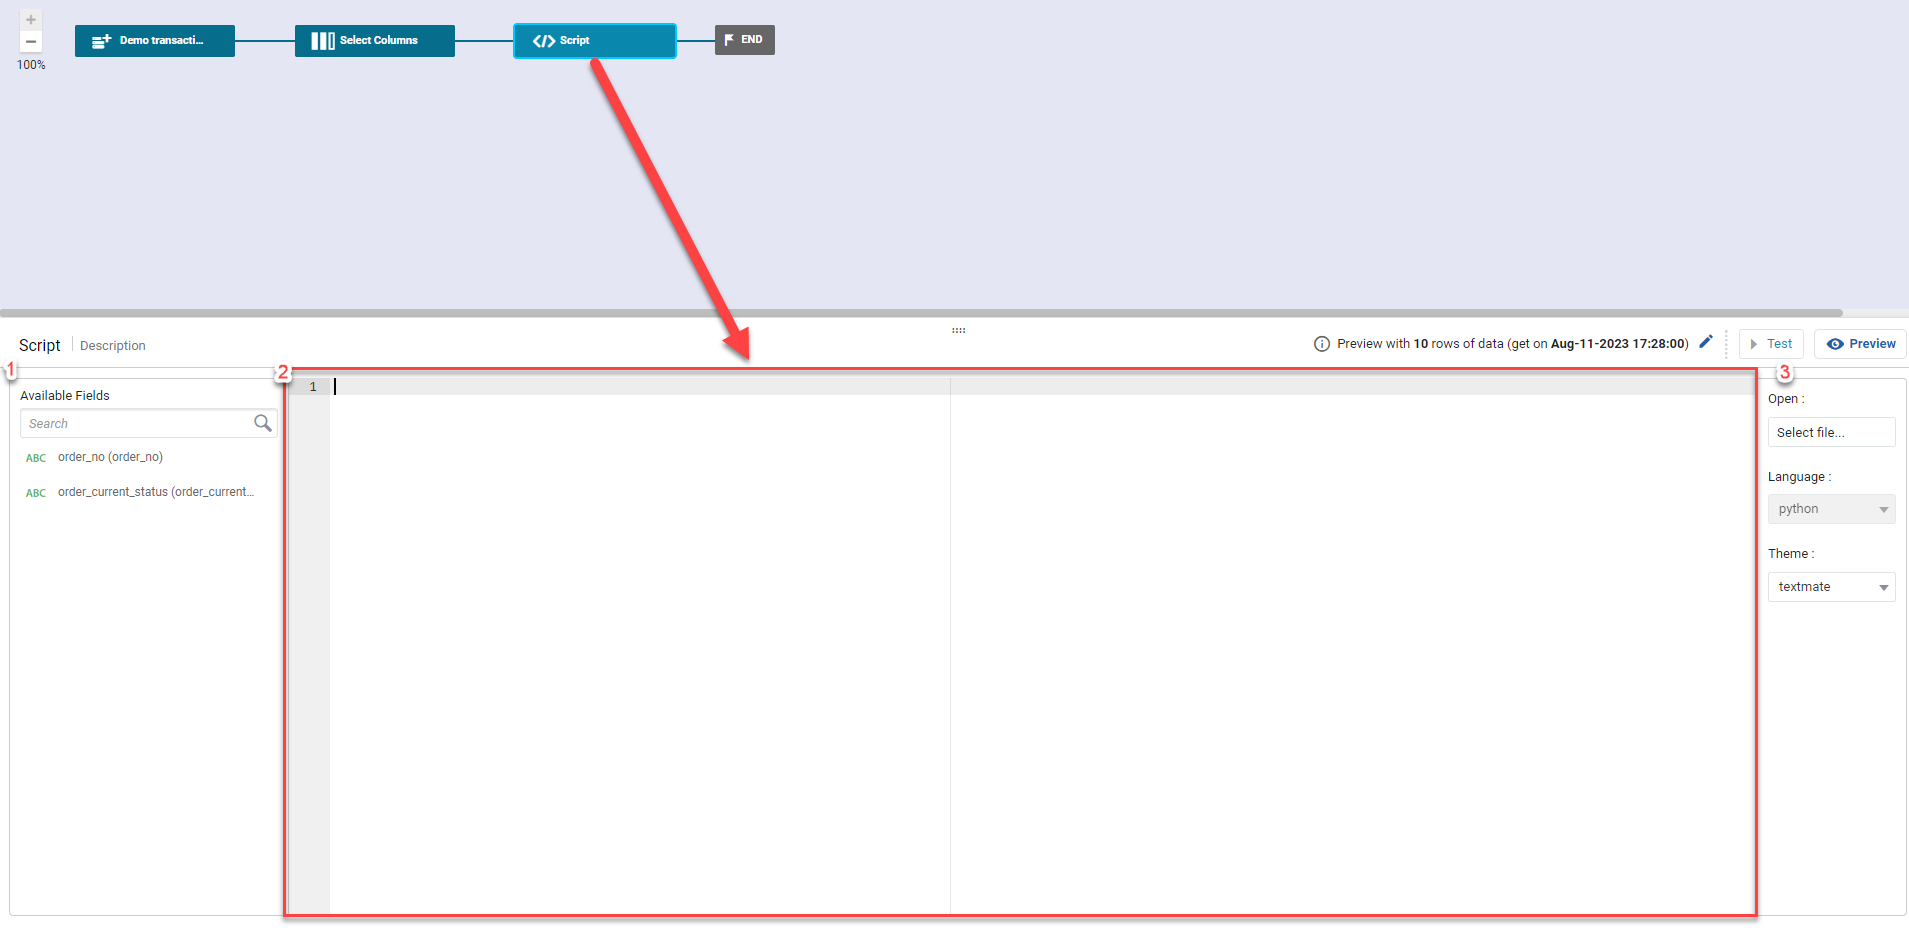 +
−
100%
Demo transacti...
Select Columns
</> Script
END
Script | Description
Preview with 10 rows of data (get on Aug-11-2023 17:28:00)
Test
Preview
1
2
3
Available Fields
Search
ABC order_no (order_no)
ABC order_current_status (order_current...
1
Open :
Select file...
Language :
python
Theme :
textmate